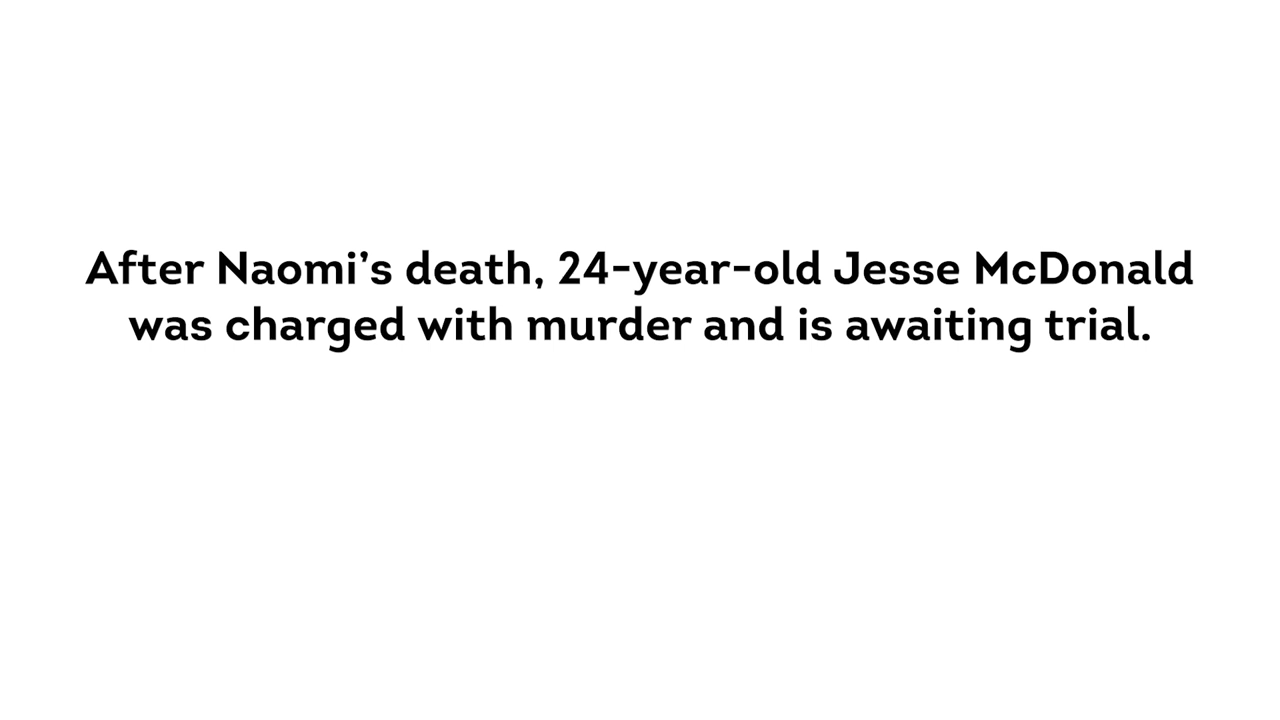 After Naomi’s death, 24-year-old Jesse McDonald
was charged with murder and is awaiting trial.